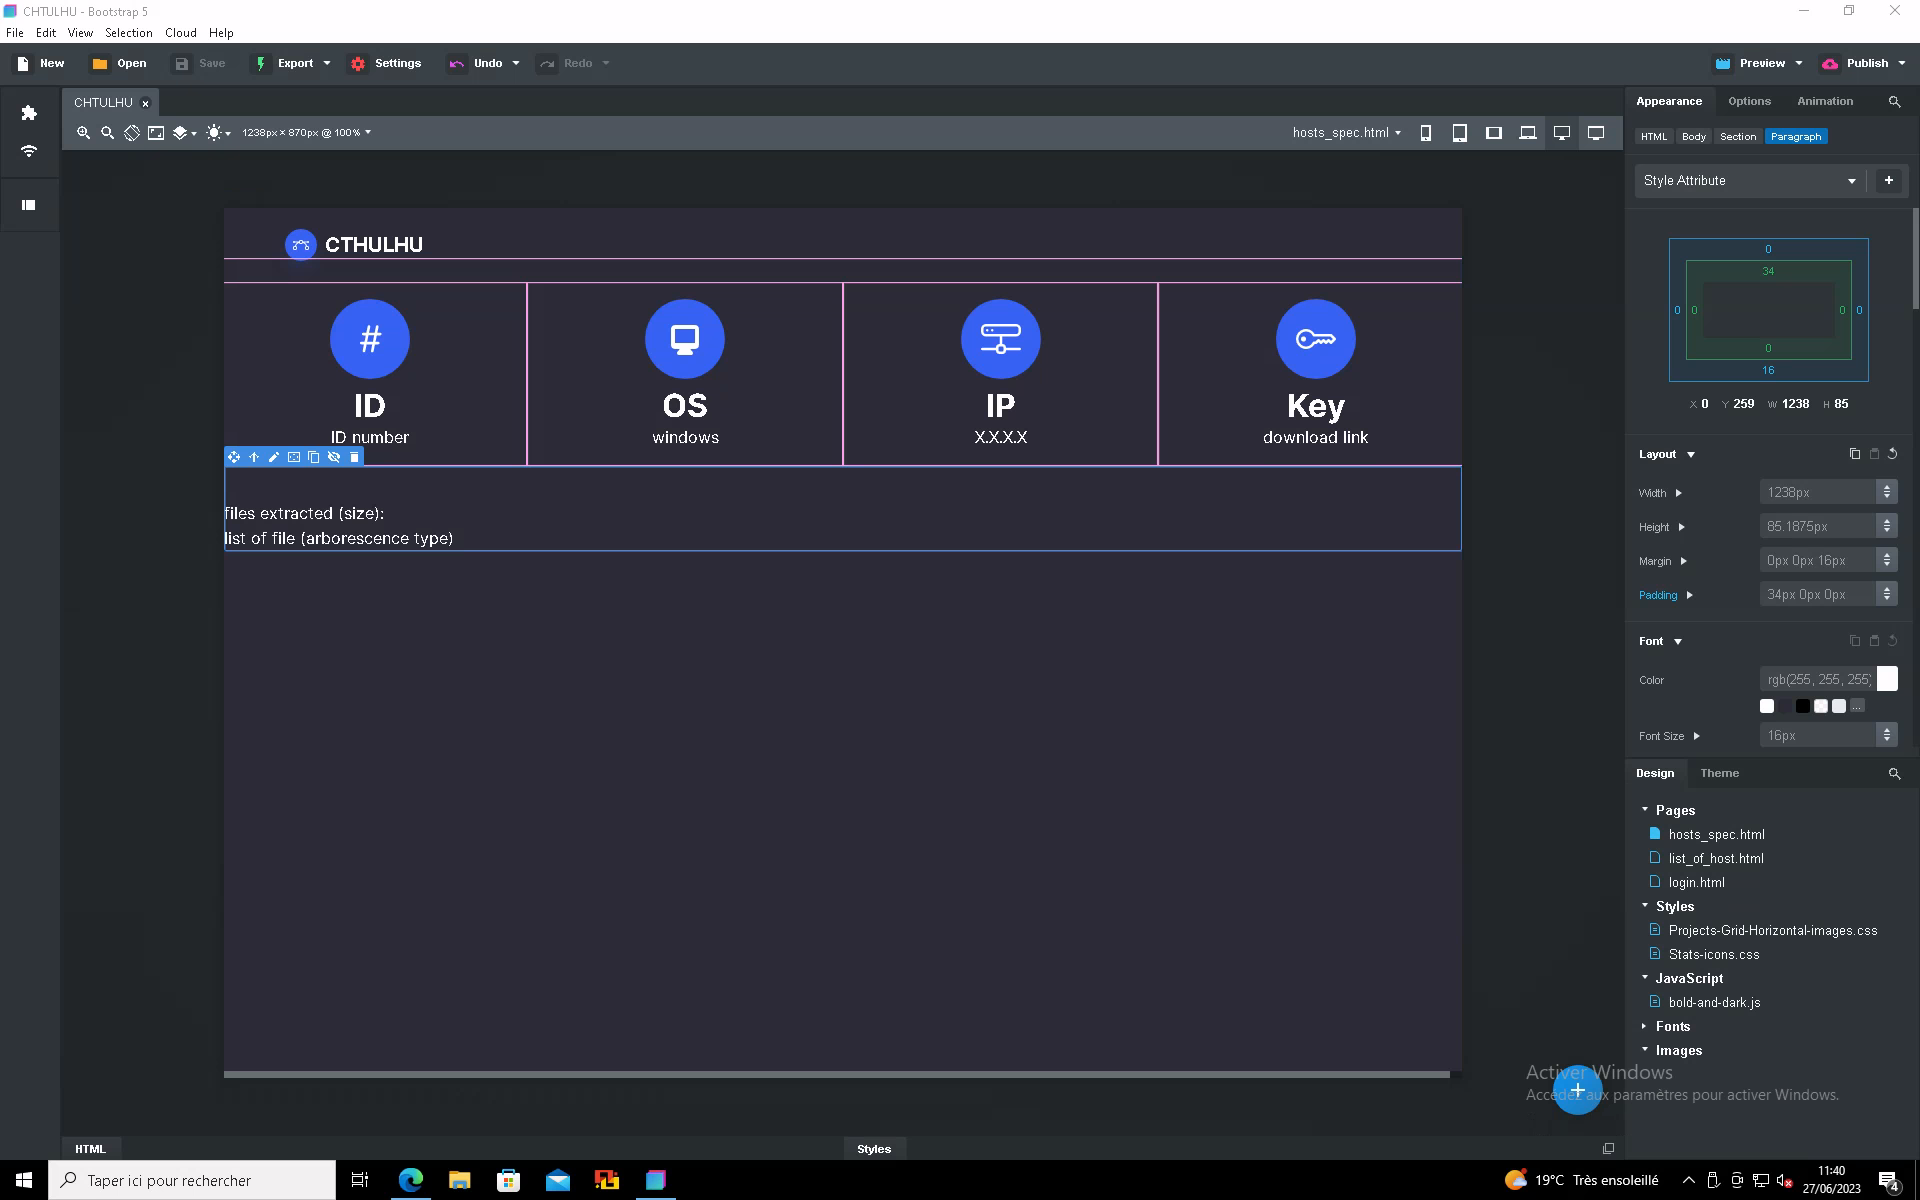 CHTULHU - Bootstrap 5
File Edit View Selection Cloud Help
New Open Save Export Settings Undo Redo Preview Publish
CHTULHU
1238px × 870px @ 100% hosts_spec.html
Appearance Options Animation
HTML Body Section Paragraph
Style Attribute
0
34
0 0 0 0
0
16
X 0 Y 259 W 1238 H 85
Layout
Width 1238px
Height 85.1875px
Margin 0px 0px 16px
Padding 34px 0px 0px
Font
Color rgb(255, 255, 255)
...
Font Size 16px
CTHULHU
#
ID OS IP Key
ID number windows X.X.X.X download link
files extracted (size):
list of file (arborescence type)
Design Theme
Pages
hosts_spec.html
list_of_host.html
login.html
Styles
Projects-Grid-Horizontal-images.css
Stats-icons.css
JavaScript
bold-and-dark.js
Fonts
Images
Activer Windows
Accédez aux paramètres pour activer Windows.
HTML Styles
Taper ici pour rechercher
19°C Très ensoleillé
11:40
27/06/2023
4